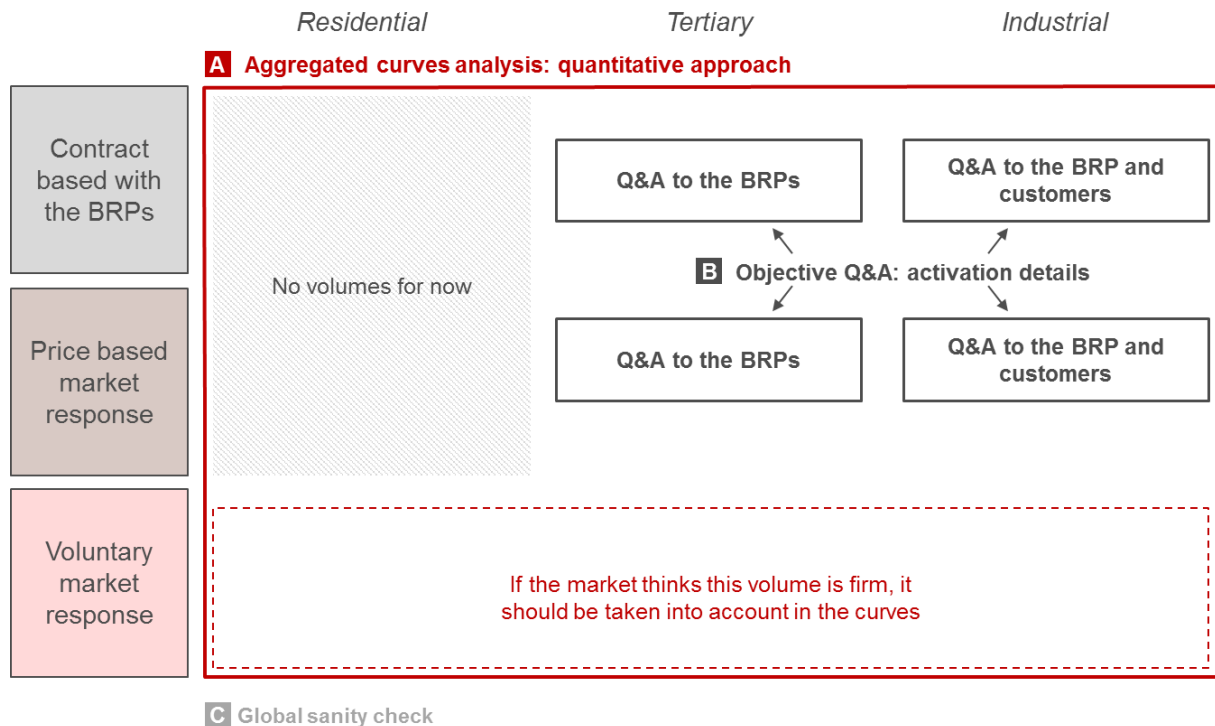 Residential
Tertiary
Industrial
A Aggregated curves analysis: quantitative approach
Contract
based with
the BRPs
No volumes for now
Q&A to the BRPs
Q&A to the BRP and
customers
B Objective Q&A: activation details
Price based
market
response
Q&A to the BRPs
Q&A to the BRP and
customers
Voluntary
market
response
If the market thinks this volume is firm, it
should be taken into account in the curves
C Global sanity check